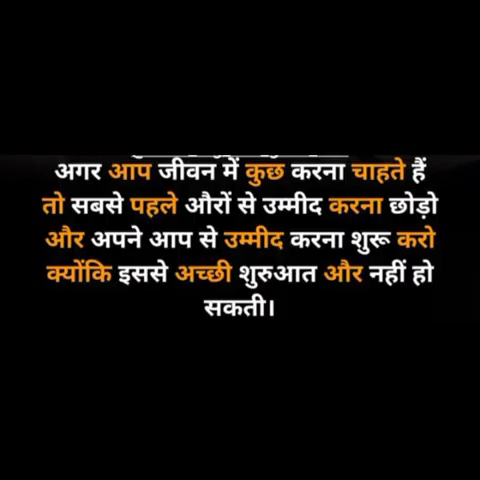 अगर आप जीवन में कुछ करना चाहते हैं
तो सबसे पहले औरों से उम्मीद करना छोड़ो
और अपने आप से उम्मीद करना शुरू करो
क्योंकि इससे अच्छी शुरुआत और नहीं हो
सकती।